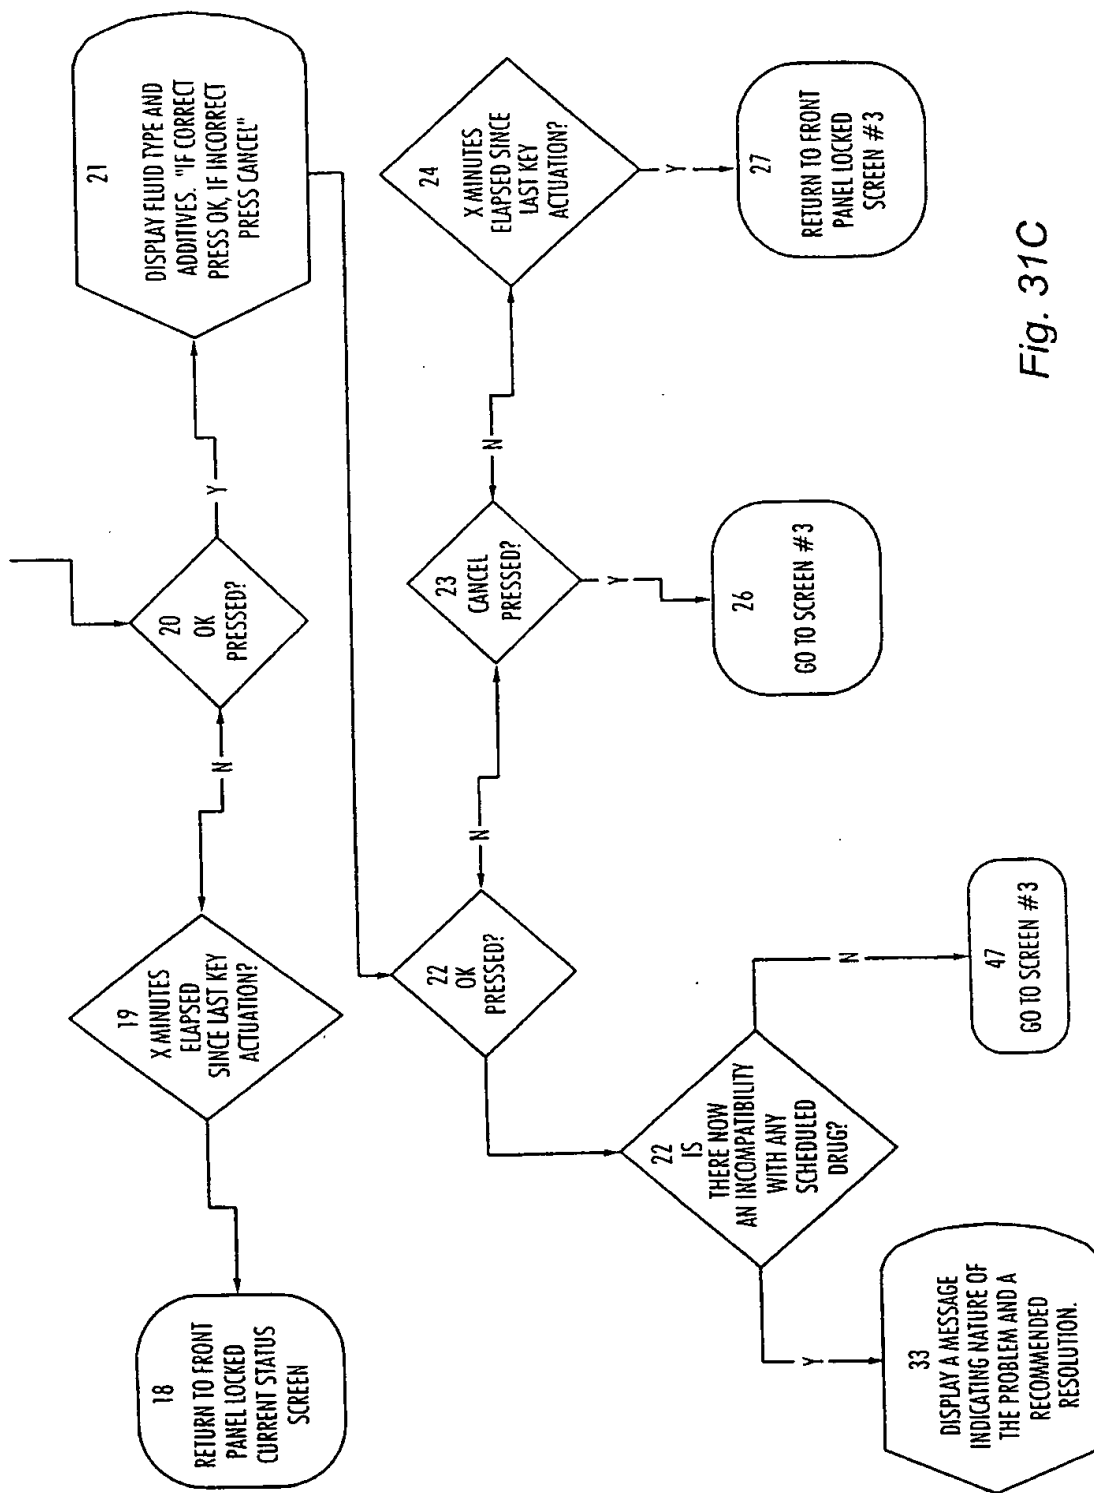 21
DISPLAY FLUID TYPE AND
ADDITIVES. "IF CORRECT
PRESS OK, IF INCORRECT
PRESS CANCEL"
20
OK
PRESSED?
Y
N
19
X MINUTES
ELAPSED
SINCE LAST KEY
ACTUATION?
18
RETURN TO FRONT
PANEL LOCKED
CURRENT STATUS
SCREEN
22
OK
PRESSED?
N
23
CANCEL
PRESSED?
N
24
X MINUTES
ELAPSED SINCE
LAST KEY
ACTUATION?
Y
27
RETURN TO FRONT
PANEL LOCKED
SCREEN #3
Y
26
GO TO SCREEN #3
22
IS
THERE NOW
AN INCOMPATIBILITY
WITH ANY
SCHEDULED
DRUG?
N
47
GO TO SCREEN #3
Y
33
DISPLAY A MESSAGE
INDICATING NATURE OF
THE PROBLEM AND A
RECOMMENDED
RESOLUTION.
Fig. 31C